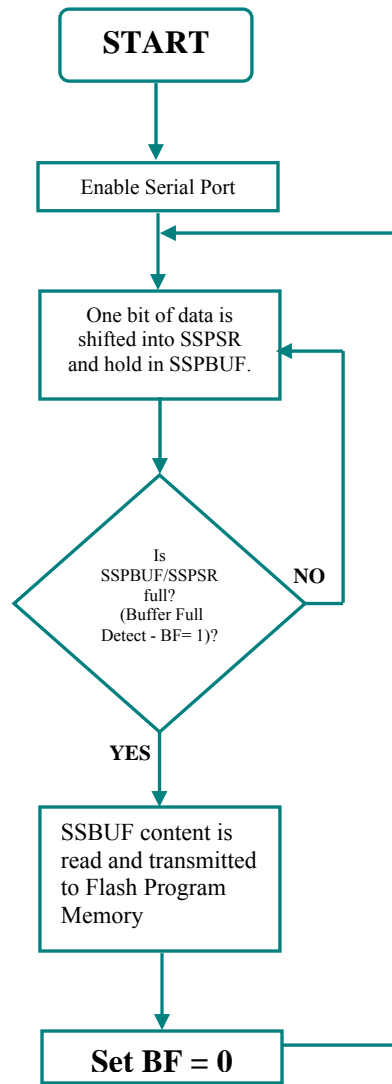 START
Enable Serial Port
One bit of data is
shifted into SSPSR
and hold in SSPBUF.
Is
SSPBUF/SSPSR
full?
(Buffer Full
Detect - BF= 1)?
NO
YES
SSBUF content is
read and transmitted
to Flash Program
Memory
Set BF = 0